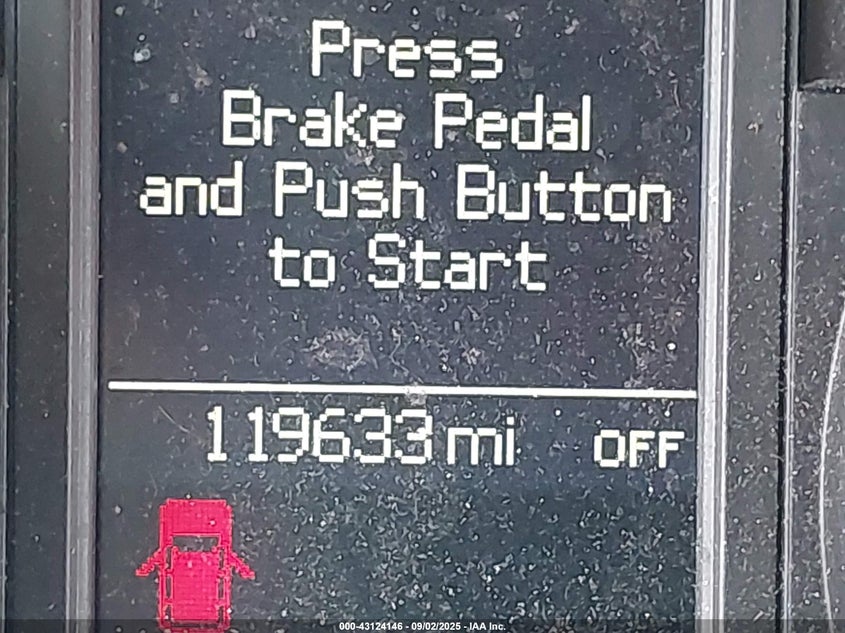 Press
Brake Pedal
and Push Button
to Start
119633 mi OFF
000-43124146 - 09/02/2025 - IAA Inc.